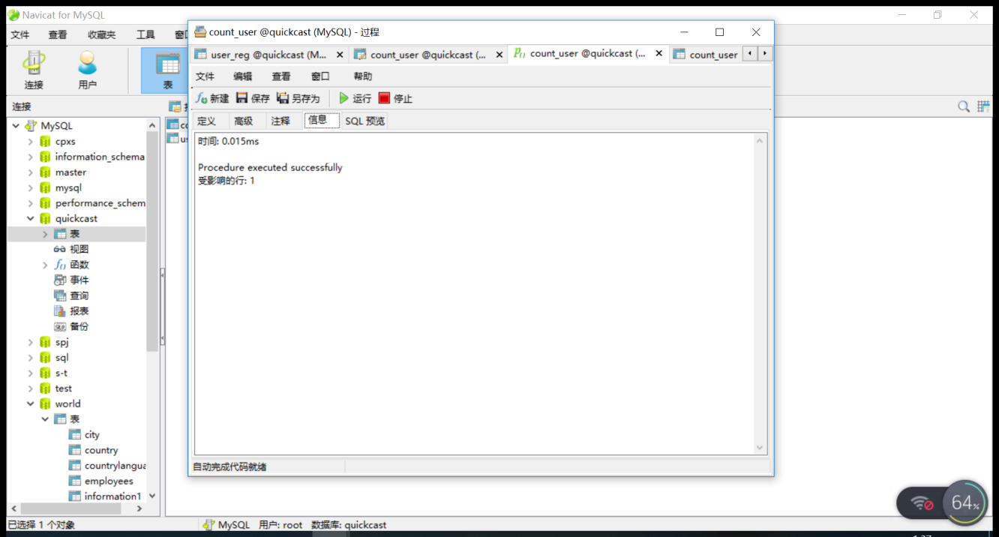 Navicat for MySQL
文件 查看 收藏夹 工具
连接 用户 表
连接
MySQL
cpxs
information_schema
master
mysql
performance_schem
quickcast
表
视图
函数
事件
查询
报表
备份
spj
sql
s-t
test
world
表
city
country
countrylangua
employees
information1
已选择 1 个对象
MySQL 用户: root 数据库: quickcast
count_user @quickcast (MySQL) - 过程
user_reg @quickcast (M... count_user @quickcast (... count_user @quickcast (... count_user
文件 编辑 查看 窗口 帮助
新建 保存 另存为 运行 停止
定义 高级 注释 信息 SQL 预览
时间: 0.015ms
Procedure executed successfully
受影响的行: 1
自动完成代码就绪
64%